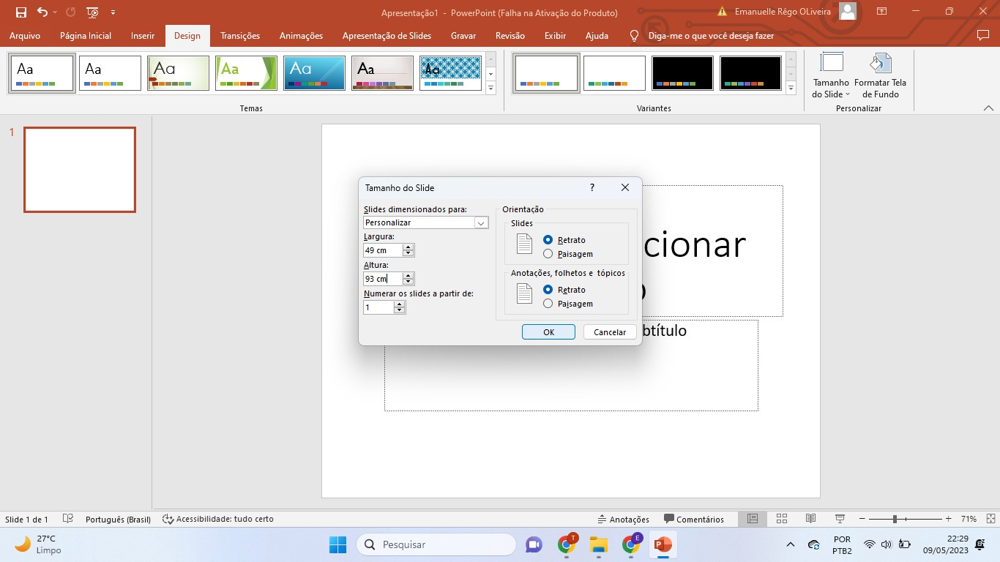 Apresentação1 - PowerPoint (Falha na Ativação do Produto)
Emanuelle Rêgo OLiveira
Arquivo
Página Inicial
Inserir
Design
Transições
Animações
Apresentação de Slides
Gravar
Revisão
Exibir
Ajuda
Diga-me o que você deseja fazer
Aa
Aa
Aa
Aa
Aa
Aa
Aa
Tamanho do Slide
Formatar Tela de Fundo
Temas
Variantes
Personalizar
1
cionar
btítulo
Tamanho do Slide
?
Slides dimensionados para:
Personalizar
Largura:
49 cm
Altura:
93 cm
Numerar os slides a partir de:
1
Orientação
Slides
Retrato
Paisagem
Anotações, folhetos e tópicos
Retrato
Paisagem
OK
Cancelar
Slide 1 de 1
Português (Brasil)
Acessibilidade: tudo certo
Anotações
Comentários
71%
27°C
Limpo
Pesquisar
T
E
P
POR
PTB2
22:29
09/05/2023